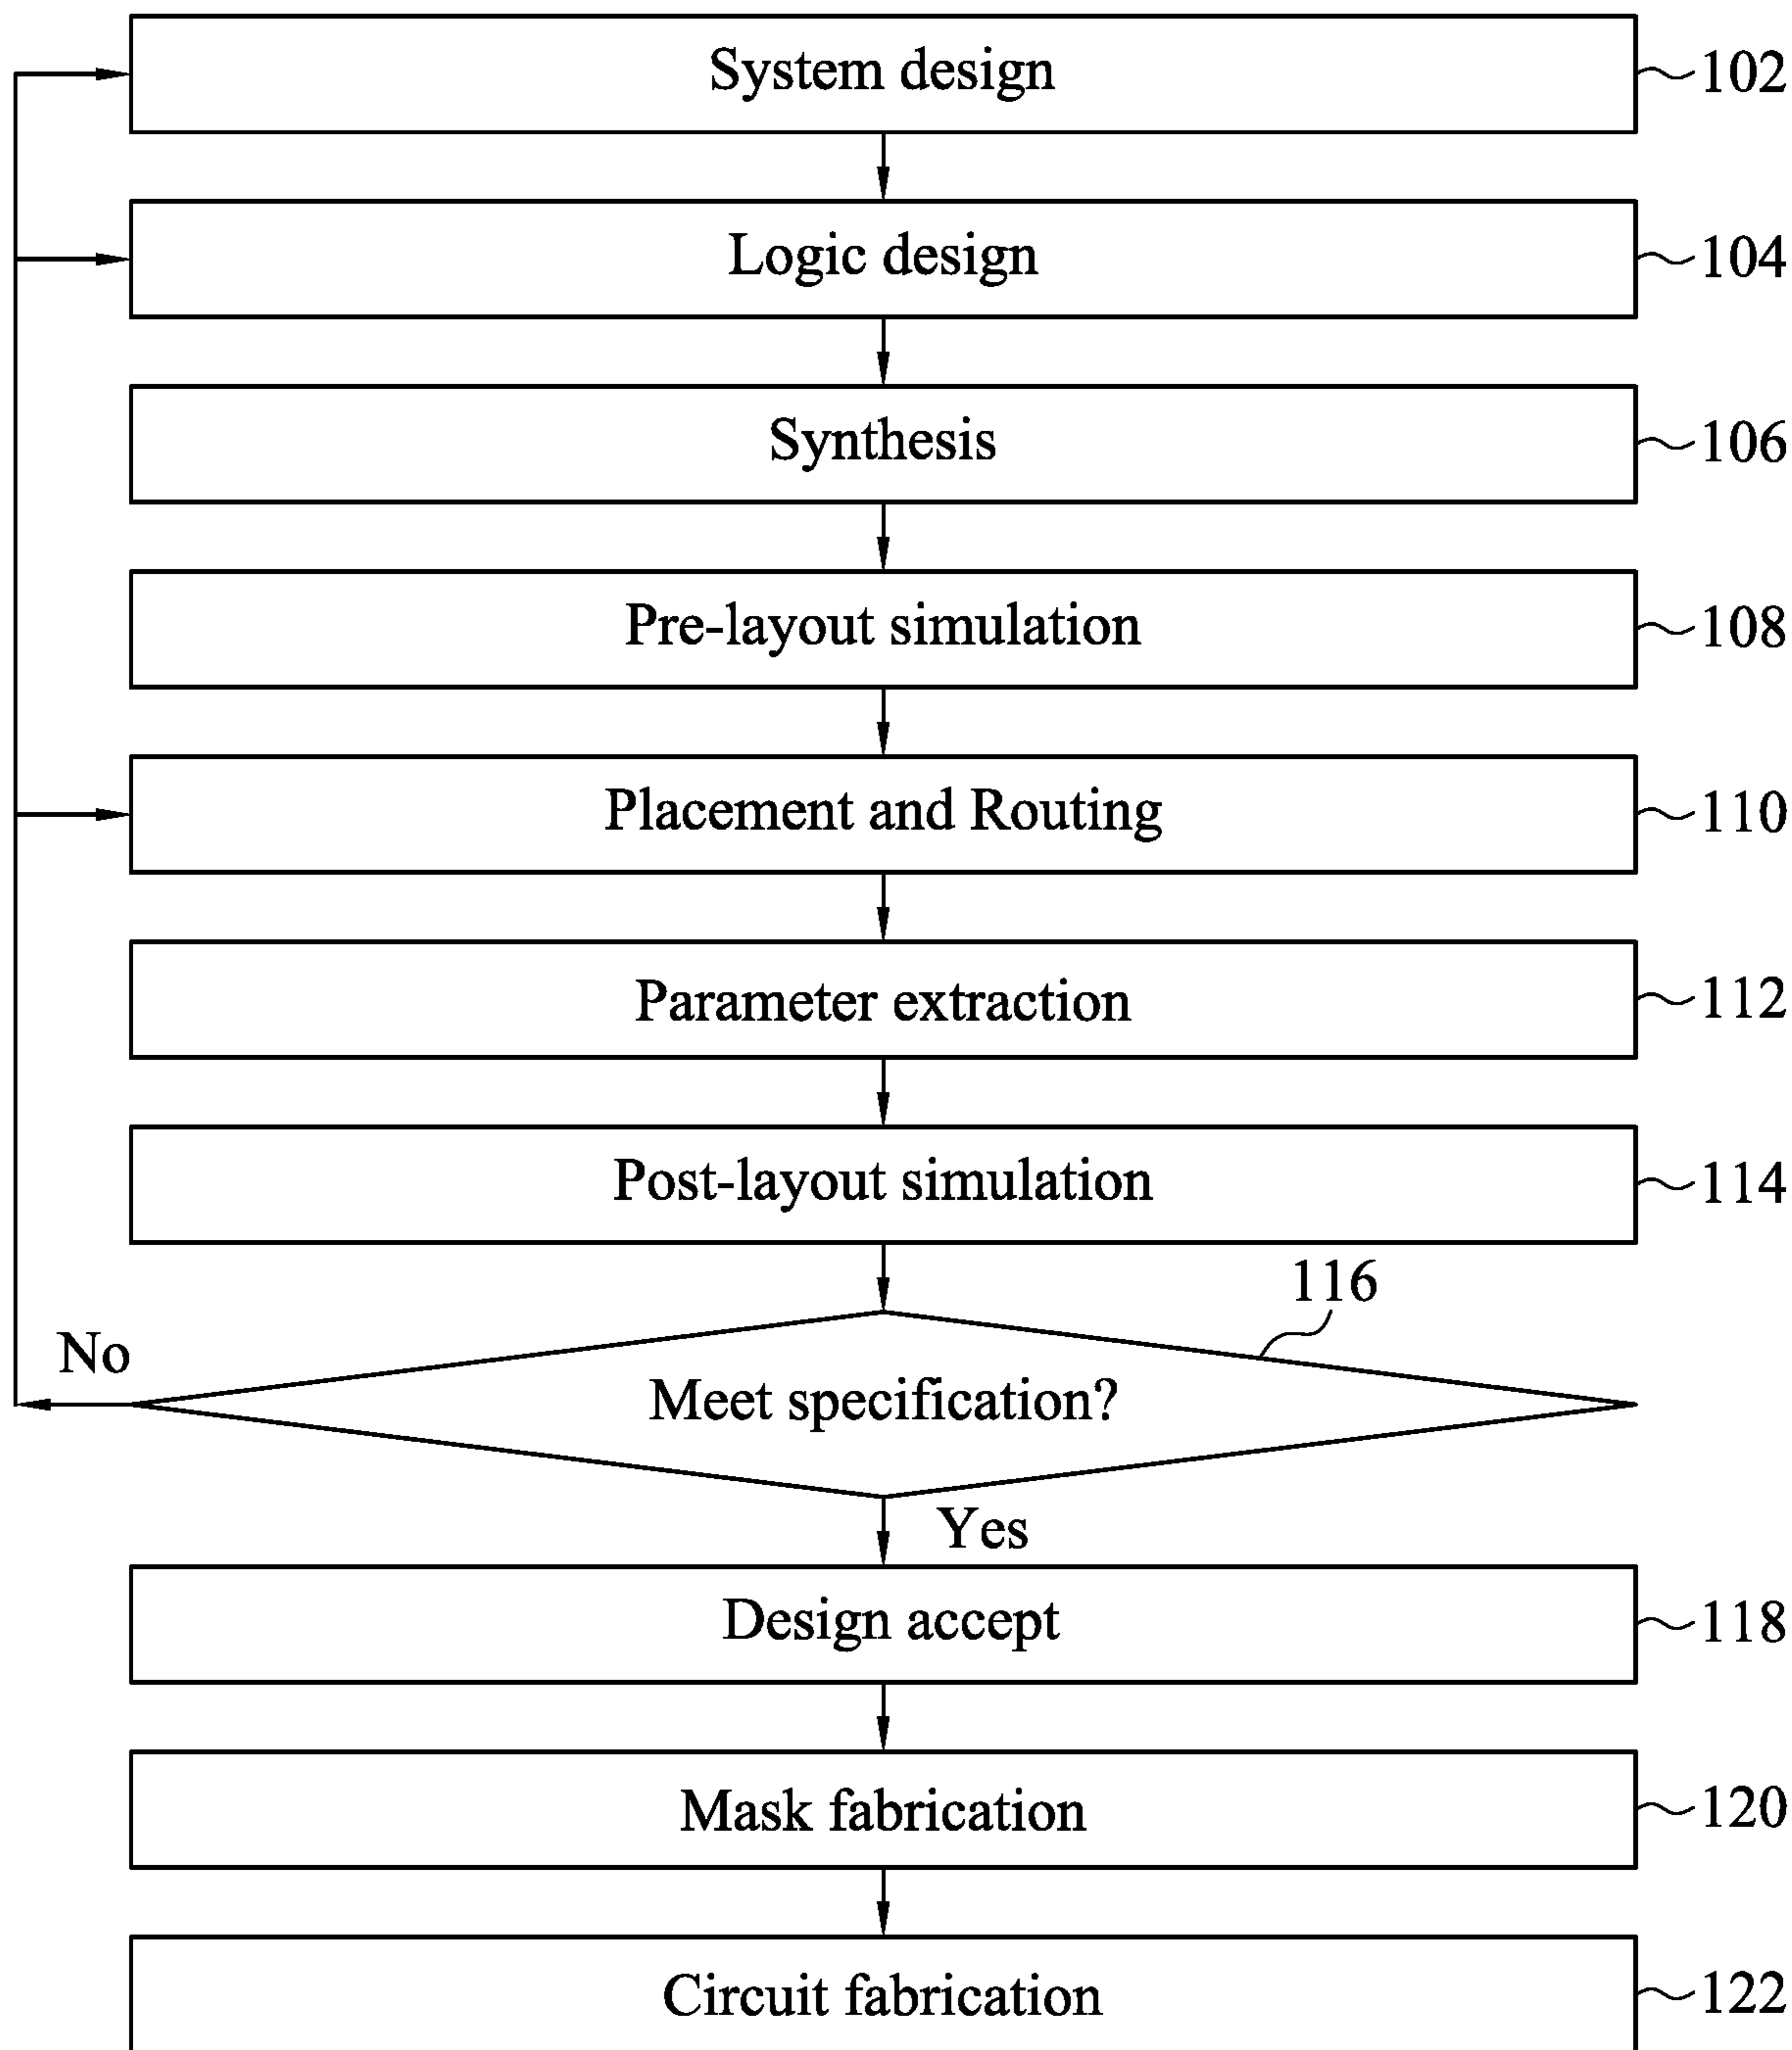 System design 102
Logic design 104
Synthesis 106
Pre-layout simulation 108
Placement and Routing 110
Parameter extraction 112
Post-layout simulation 114
116
No
Meet specification?
Yes
Design accept 118
Mask fabrication 120
Circuit fabrication 122